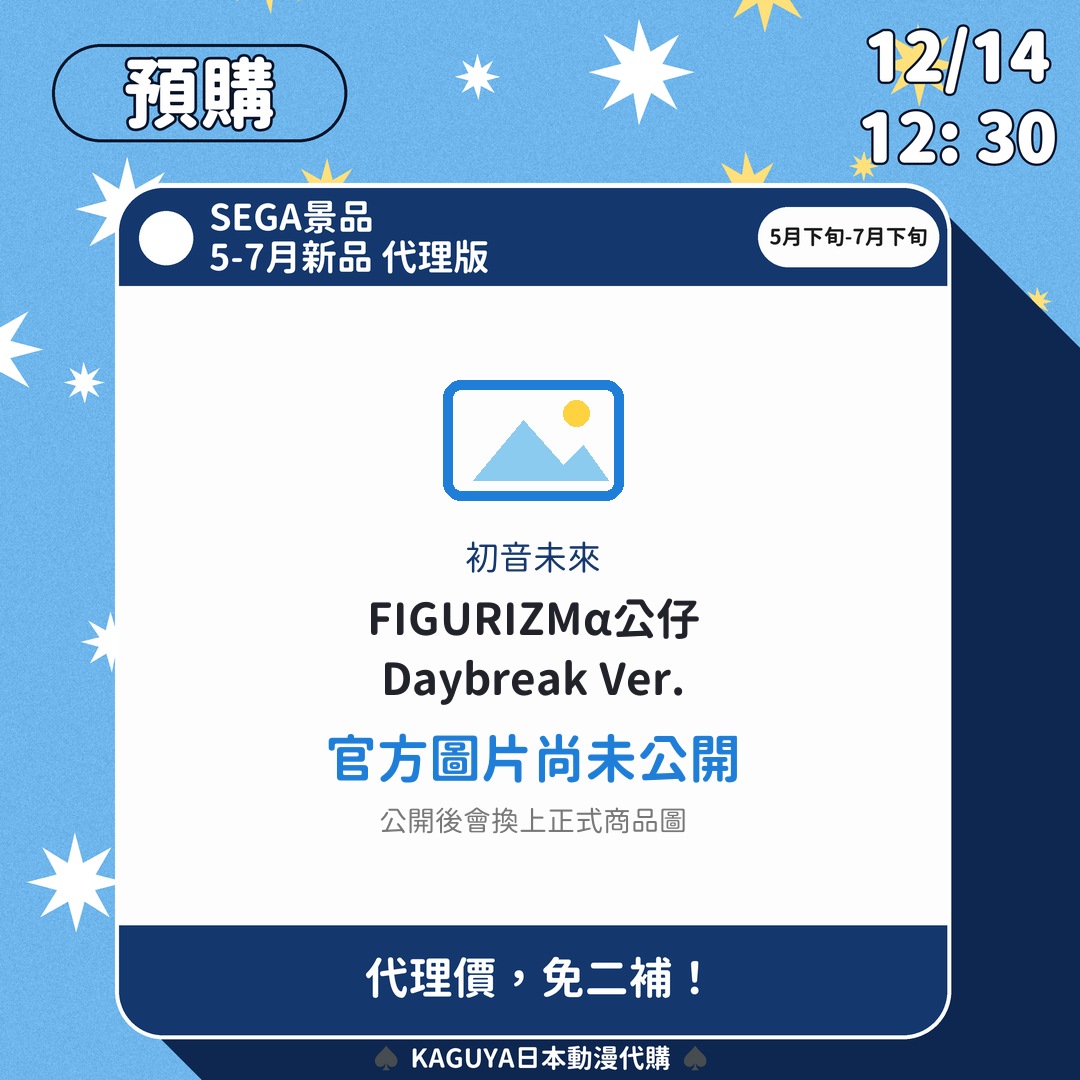 預購
12/14
12: 30
SEGA景品
5-7月新品 代理版
5月下旬-7月下旬
初音未來
FIGURIZMα公仔
Daybreak Ver.
官方圖片尚未公開
公開後會換上正式商品圖
代理價，免二補！
♠ KAGUYA日本動漫代購 ♠